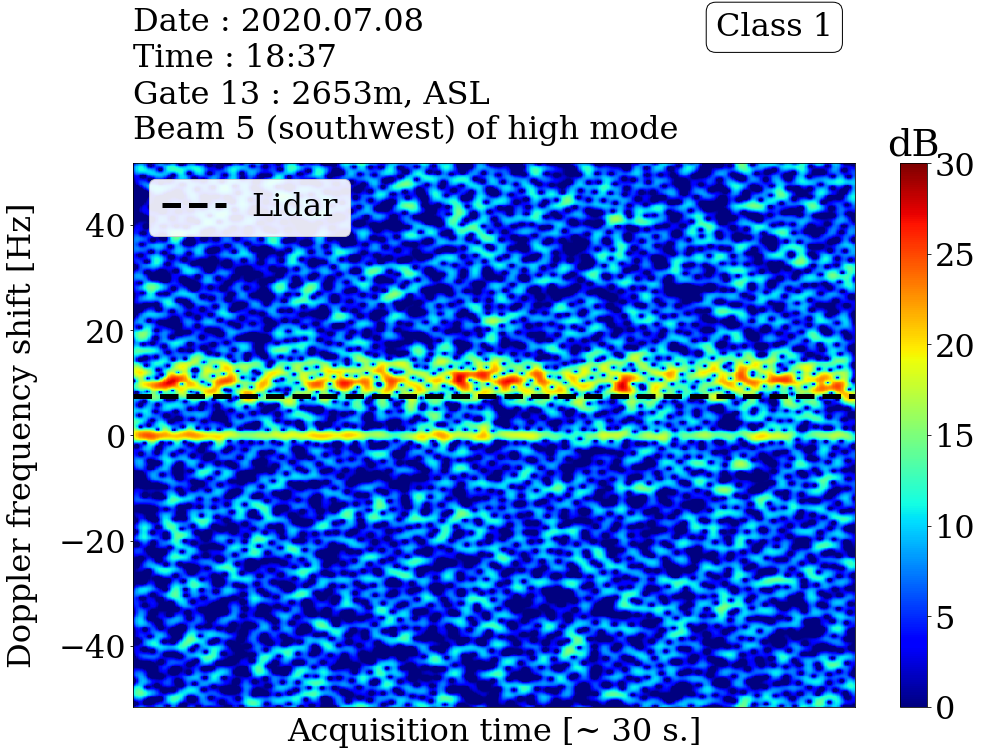 Date : 2020.07.08
Time : 18:37
Gate 13 : 2653m, ASL
Beam 5 (southwest) of high mode
Class 1
dB
Lidar
Doppler frequency shift [Hz]
40
20
0
−20
−40
Acquisition time [~ 30 s.]
30
25
20
15
10
5
0